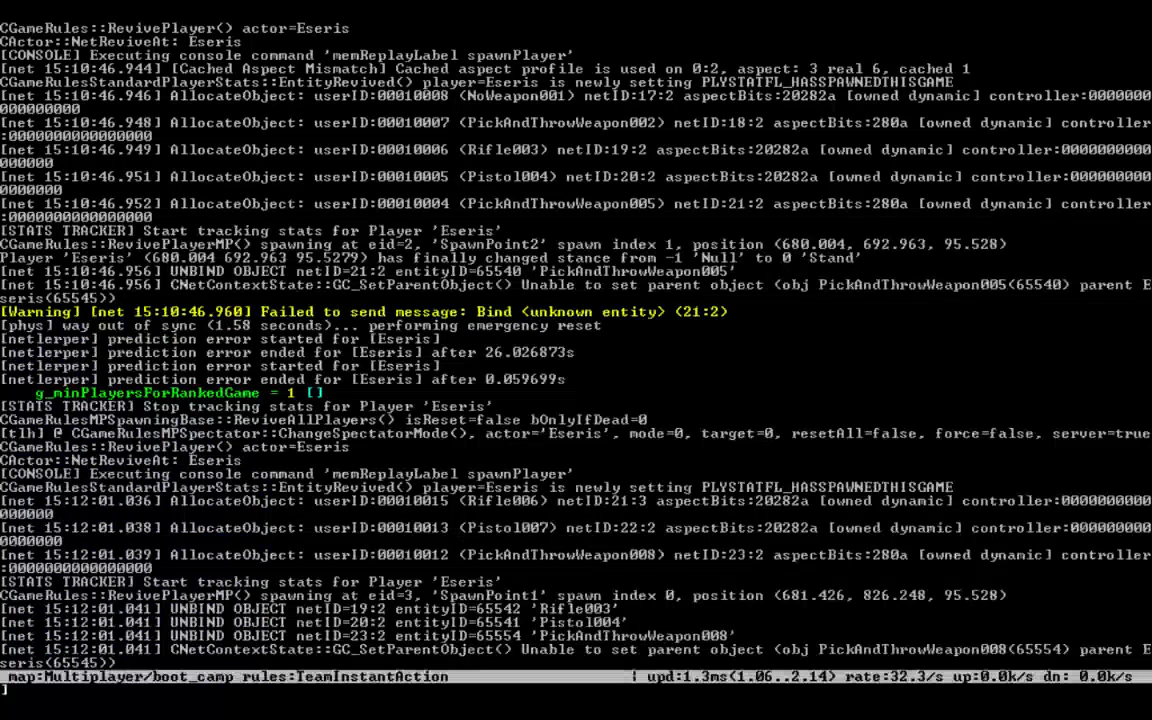 CGameRules::RevivePlayer() actor=Eseris
CActor::NetReviveAt: Eseris
[CONSOLE] Executing console command 'memReplayLabel spawnPlayer'
[net 15:10:46.944] [Cached Aspect Mismatch] Cached aspect profile is used on 0:2, aspect: 3 real 6, cached 1
CGameRulesStandardPlayerStats::EntityRevived() player=Eseris is newly setting PLYSTATFL_HASSPAWNEDTHISGAME
[net 15:10:46.946] AllocateObject: userID:00010008 (NoWeapon001) netID:17:2 aspectBits:20282a [owned dynamic] controller:0000000
000000000
[net 15:10:46.948] AllocateObject: userID:00010007 (PickAndThrowWeapon002) netID:18:2 aspectBits:280a [owned dynamic] controller
:0000000000000000
[net 15:10:46.949] AllocateObject: userID:00010006 (Rifle003) netID:19:2 aspectBits:20282a [owned dynamic] controller:0000000000
000000
[net 15:10:46.951] AllocateObject: userID:00010005 (Pistol004) netID:20:2 aspectBits:20282a [owned dynamic] controller:000000000
0000000
[net 15:10:46.952] AllocateObject: userID:00010004 (PickAndThrowWeapon005) netID:21:2 aspectBits:280a [owned dynamic] controller
:0000000000000000
[STATS TRACKER] Start tracking stats for Player 'Eseris'
CGameRules::RevivePlayerMP() spawning at eid=2, 'SpawnPoint2' spawn index 1, position (680.004, 692.963, 95.528)
Player 'Eseris' (680.004 692.963 95.5279) has finally changed stance from -1 'Null' to 0 'Stand'
[net 15:10:46.956] UNBIND OBJECT netID=21:2 entityID=65540 'PickAndThrowWeapon005'
[net 15:10:46.956] CNetContextState::GC_SetParentObject() Unable to set parent object (obj PickAndThrowWeapon005(65540) parent E
seris(65545))
[Warning] [net 15:10:46.960] Failed to send message: Bind <unknown entity> (21:2)
[phys] way out of sync (1.58 seconds)... performing emergency reset
[netlerper] prediction error started for [Eseris]
[netlerper] prediction error ended for [Eseris] after 26.026873s
[netlerper] prediction error started for [Eseris]
[netlerper] prediction error ended for [Eseris] after 0.059699s
g_minPlayersForRankedGame = 1 []
[STATS TRACKER] Stop tracking stats for Player 'Eseris'
CGameRulesMPSpawningBase::ReviveAllPlayers() isReset=false bOnlyIfDead=0
[tlh] @ CGameRulesMPSpectator::ChangeSpectatorMode(), actor='Eseris', mode=0, target=0, resetAll=false, force=false, server=true
CGameRules::RevivePlayer() actor=Eseris
CActor::NetReviveAt: Eseris
[CONSOLE] Executing console command 'memReplayLabel spawnPlayer'
CGameRulesStandardPlayerStats::EntityRevived() player=Eseris is newly setting PLYSTATFL_HASSPAWNEDTHISGAME
[net 15:12:01.036] AllocateObject: userID:00010015 (Rifle006) netID:21:3 aspectBits:20282a [owned dynamic] controller:0000000000
000000
[net 15:12:01.038] AllocateObject: userID:00010013 (Pistol007) netID:22:2 aspectBits:20282a [owned dynamic] controller:000000000
0000000
[net 15:12:01.039] AllocateObject: userID:00010012 (PickAndThrowWeapon008) netID:23:2 aspectBits:280a [owned dynamic] controller
:0000000000000000
[STATS TRACKER] Start tracking stats for Player 'Eseris'
CGameRules::RevivePlayerMP() spawning at eid=3, 'SpawnPoint1' spawn index 0, position (681.426, 826.248, 95.528)
[net 15:12:01.041] UNBIND OBJECT netID=19:2 entityID=65542 'Rifle003'
[net 15:12:01.041] UNBIND OBJECT netID=20:2 entityID=65541 'Pistol004'
[net 15:12:01.041] UNBIND OBJECT netID=23:2 entityID=65554 'PickAndThrowWeapon008'
[net 15:12:01.041] CNetContextState::GC_SetParentObject() Unable to set parent object (obj PickAndThrowWeapon008(65554) parent E
seris(65545))
map:Multiplayer/boot_camp rules:TeamInstantAction | upd:1.3ms(1.06..2.14) rate:32.3/s up:0.0k/s dn: 0.0k/s
]